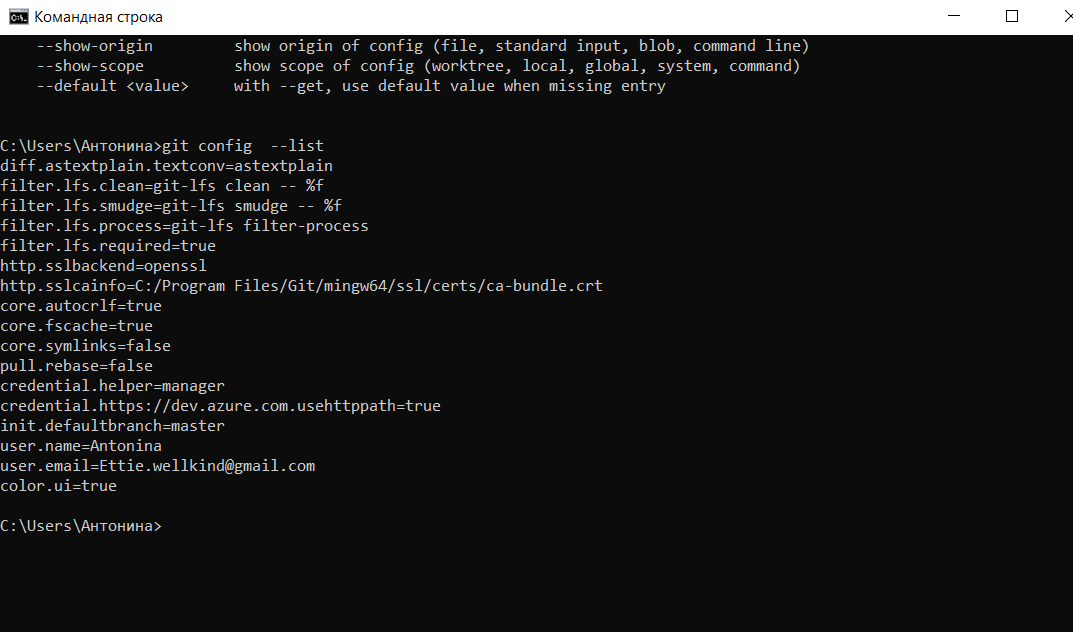 Командная строка
--show-origin show origin of config (file, standard input, blob, command line)
--show-scope show scope of config (worktree, local, global, system, command)
--default <value> with --get, use default value when missing entry
C:\Users\Антонина>git config  --list
diff.astextplain.textconv=astextplain
filter.lfs.clean=git-lfs clean -- %f
filter.lfs.smudge=git-lfs smudge -- %f
filter.lfs.process=git-lfs filter-process
filter.lfs.required=true
http.sslbackend=openssl
http.sslcainfo=C:/Program Files/Git/mingw64/ssl/certs/ca-bundle.crt
core.autocrlf=true
core.fscache=true
core.symlinks=false
pull.rebase=false
credential.helper=manager
credential.https://dev.azure.com.usehttppath=true
init.defaultbranch=master
user.name=Antonina
user.email=Ettie.wellkind@gmail.com
color.ui=true
C:\Users\Антонина>